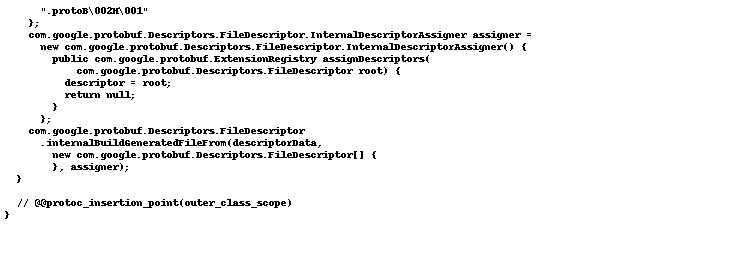 ".protoB\002H\001"
};
com.google.protobuf.Descriptors.FileDescriptor.InternalDescriptorAssigner assigner =
new com.google.protobuf.Descriptors.FileDescriptor.InternalDescriptorAssigner() {
public com.google.protobuf.ExtensionRegistry assignDescriptors(
com.google.protobuf.Descriptors.FileDescriptor root) {
descriptor = root;
return null;
}
};
com.google.protobuf.Descriptors.FileDescriptor
.internalBuildGeneratedFileFrom(descriptorData,
new com.google.protobuf.Descriptors.FileDescriptor[] {
}, assigner);
}
// @@protoc_insertion_point(outer_class_scope)
}